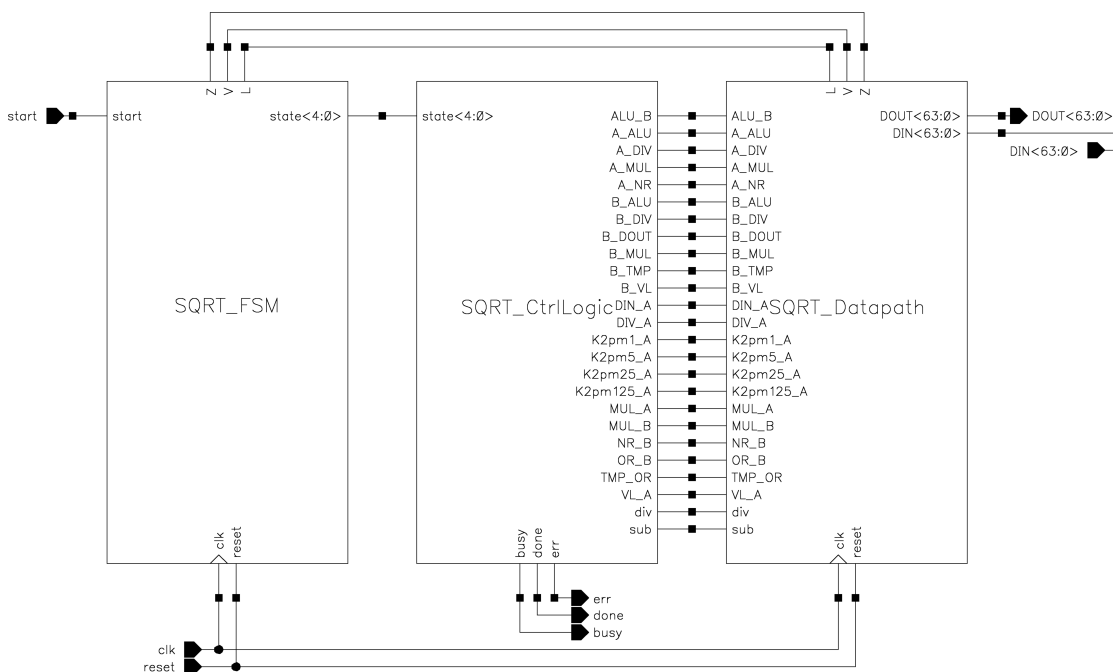 Z V L L V Z
start start state<4:0> state<4:0> ALU_B ALU_B DOUT<63:0> DOUT<63:0>
A_ALU A_ALU DIN<63:0>
A_DIV A_DIV DIN<63:0>
A_MUL A_MUL
A_NR A_NR
B_ALU B_ALU
B_DIV B_DIV
B_DOUT B_DOUT
B_MUL B_MUL
B_TMP B_TMP
B_VL B_VL
SQRT_FSM SQRT_CtrlLogic DIN_A DIN_A SQRT_Datapath
DIV_A DIV_A
K2pm1_A K2pm1_A
K2pm5_A K2pm5_A
K2pm25_A K2pm25_A
K2pm125_A K2pm125_A
MUL_A MUL_A
MUL_B MUL_B
NR_B NR_B
OR_B OR_B
TMP_OR TMP_OR
VL_A VL_A
div div
sub sub
clk reset busy done err clk reset
err
done
busy
clk
reset